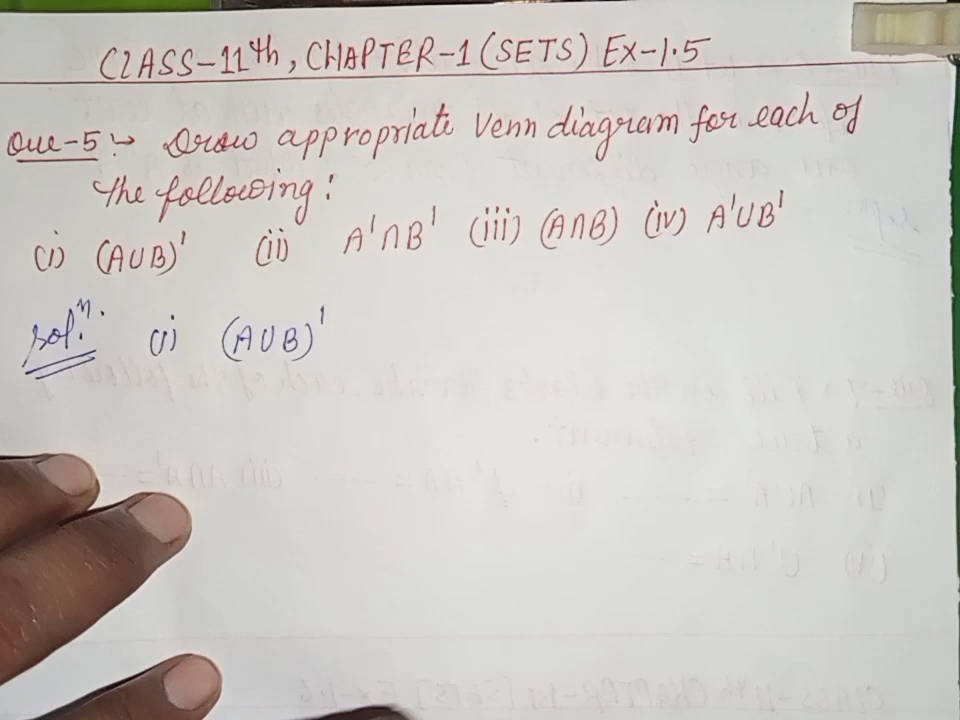 CLASS-11th, CHAPTER-1 (SETS) EX-1.5
Que-5:→ Draw appropriate Venn diagram for each of
the following:
(i) (A∪B)' (ii) A'∩B' (iii) (A∩B) (iv) A'∪B'
Sol.ⁿ. (i) (A∪B)'